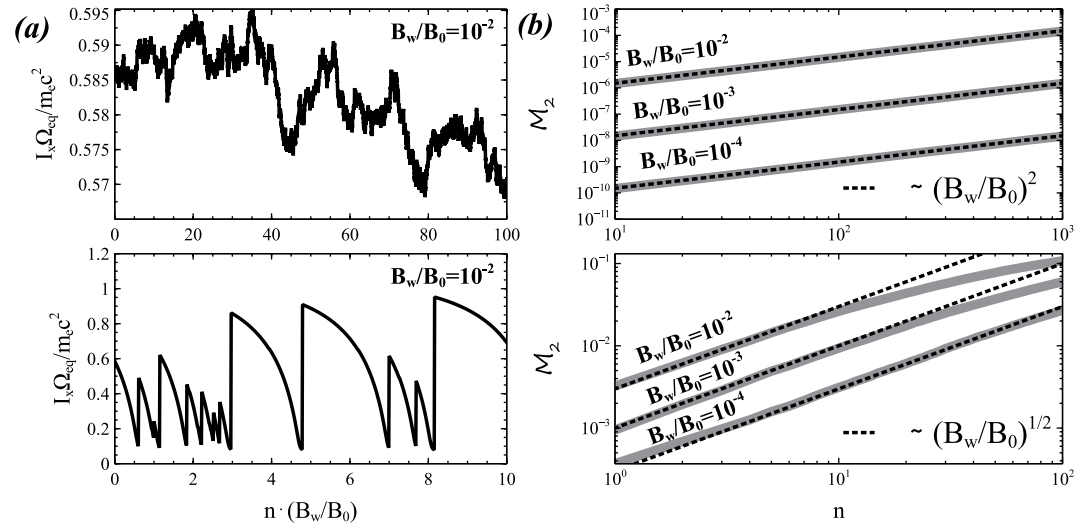 (a)
B_w/B_0=10^-2
I_xΩ_eq/m_ec^2
0.595
0.59
0.585
0.58
0.575
0.57
0 20 40 60 80 100
(b)
M_2
10^-3
10^-4
10^-5
10^-6
10^-7
10^-8
10^-9
10^-10
10^-11
B_w/B_0=10^-2
B_w/B_0=10^-3
B_w/B_0=10^-4
~ (B_w/B_0)^2
10^1 10^2 10^3
B_w/B_0=10^-2
I_xΩ_eq/m_ec^2
1.2
1
0.8
0.6
0.4
0.2
0
0 2 4 6 8 10
n·(B_w/B_0)
M_2
10^-1
10^-2
10^-3
B_w/B_0=10^-2
B_w/B_0=10^-3
B_w/B_0=10^-4
~ (B_w/B_0)^1/2
10^0 10^1 10^2
n